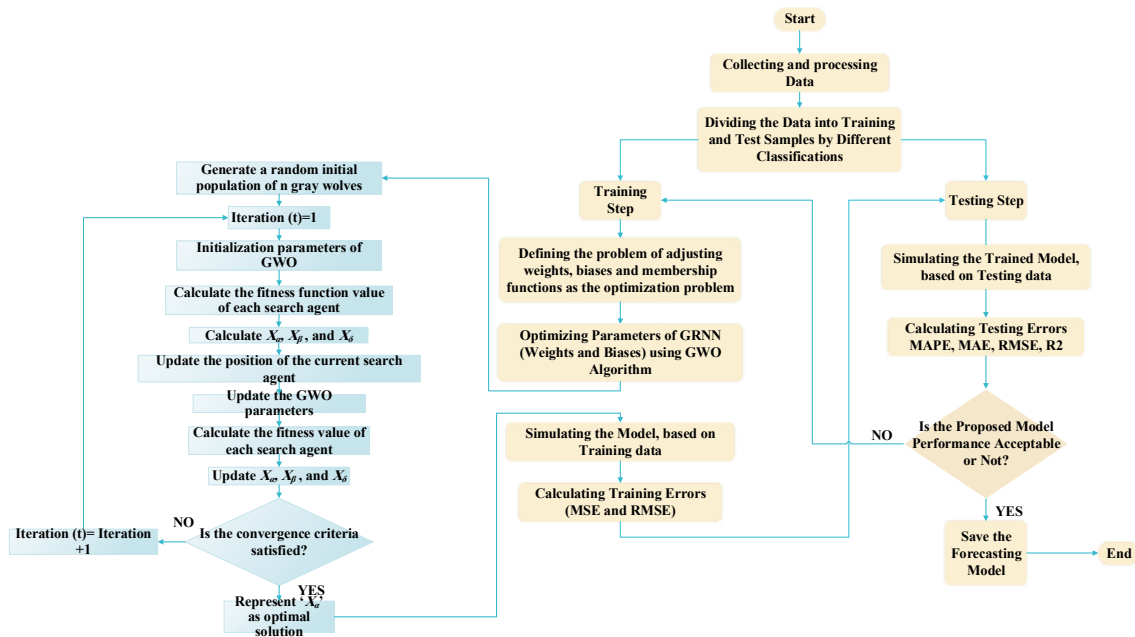 Start
Collecting and processing
Data
Dividing the Data into Training
and Test Samples by Different
Classifications
Training
Step
Testing Step
Defining the problem of adjusting
weights, biases and membership
functions as the optimization problem
Optimizing Parameters of GRNN
(Weights and Biases) using GWO
Algorithm
Generate a random initial
population of n gray wolves
Iteration (t)=1
Initialization parameters of
GWO
Calculate the fitness function value
of each search agent
Calculate Xα, Xβ, and Xδ
Update the position of the current search
agent
Update the GWO
parameters
Calculate the fitness value of
each search agent
Update Xα, Xβ, and Xδ
Is the convergence criteria
satisfied?
NO
Iteration (t)= Iteration
+1
YES
Represent ‘Xα’
as optimal
solution
Simulating the Model, based on
Training data
Calculating Training Errors
(MSE and RMSE)
Simulating the Trained Model,
based on Testing data
Calculating Testing Errors
MAPE, MAE, RMSE, R2
Is the Proposed Model
Performance Acceptable
or Not?
NO
YES
Save the
Forecasting
Model
End